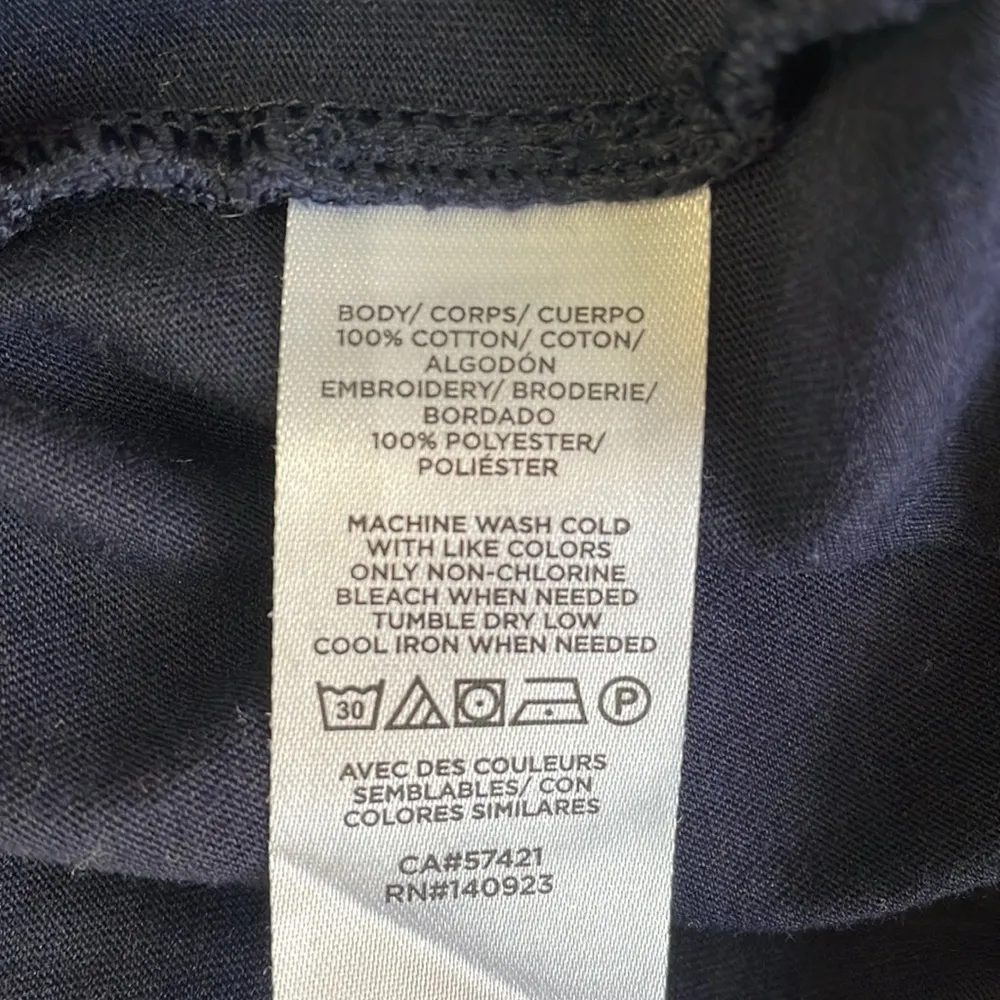 BODY/ CORPS/ CUERPO
100% COTTON/ COTON/
ALGODÓN
EMBROIDERY/ BRODERIE/
BORDADO
100% POLYESTER/
POLIÉSTER
MACHINE WASH COLD
WITH LIKE COLORS
ONLY NON-CHLORINE
BLEACH WHEN NEEDED
TUMBLE DRY LOW
COOL IRON WHEN NEEDED
30 P
AVEC DES COULEURS
SEMBLABLES/ CON
COLORES SIMILARES
CA#57421
RN#140923